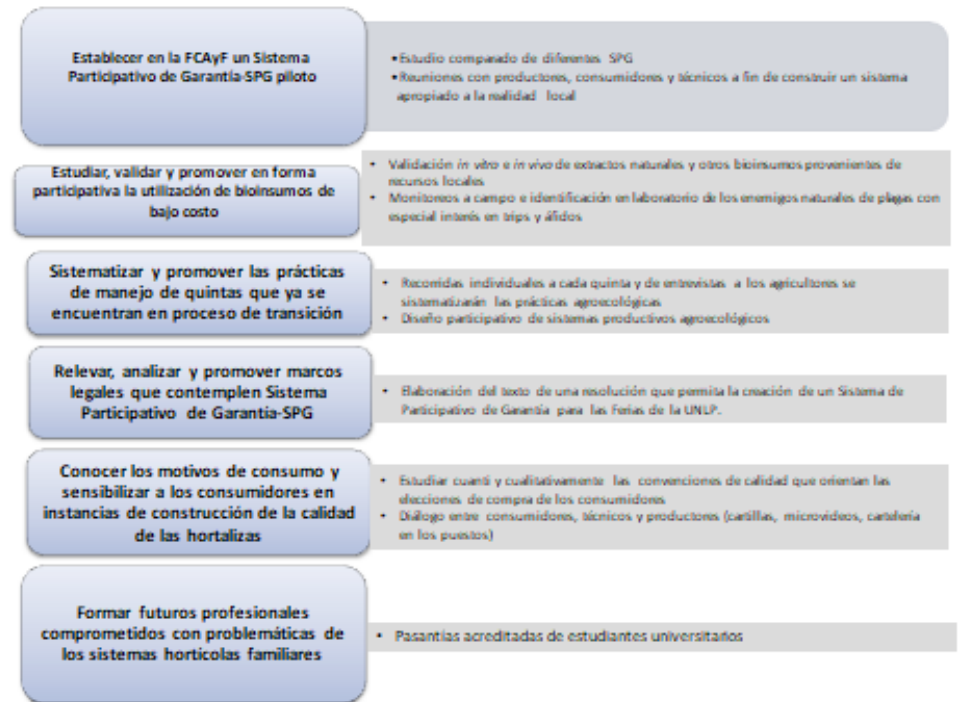 Establecer en la FCAyF un Sistema
Participativo de Garantía-SPG piloto
•Estudio comparado de diferentes SPG
•Reuniones con productores, consumidores y técnicos a fin de construir un sistema
apropiado a la realidad local
Estudiar, validar y promover en forma
participativa la utilización de bioinsumos de
bajo costo
• Validación in vitro e in vivo de extractos naturales y otros bioinsumos provenientes de
recursos locales
• Monitoreos a campo e identificación en laboratorio de los enemigos naturales de plagas con
especial interés en trips y áfidos
Sistematizar y promover las prácticas
de manejo de quintas que ya se
encuentran en proceso de transición
• Recorridas individuales a cada quinta y de entrevistas a los agricultores se
sistematizarán las prácticas agroecológicas
• Diseño participativo de sistemas productivos agroecológicos
Relevar, analizar y promover marcos
legales que contemplen Sistema
Participativo de Garantía-SPG
• Elaboración del texto de una resolución que permita la creación de un Sistema de
Participativo de Garantía para las Ferias de la UNLP.
Conocer los motivos de consumo y
sensibilizar a los consumidores en
instancias de construcción de la calidad
de las hortalizas
• Estudiar cuanti y cualitativamente las convenciones de calidad que orientan las
elecciones de compra de los consumidores
• Diálogo entre consumidores, técnicos y productores (cartillas, microvideos, cartelería
en los puestos)
Formar futuros profesionales
comprometidos con problemáticas de
los sistemas hortícolas familiares
• Pasantías acreditadas de estudiantes universitarios